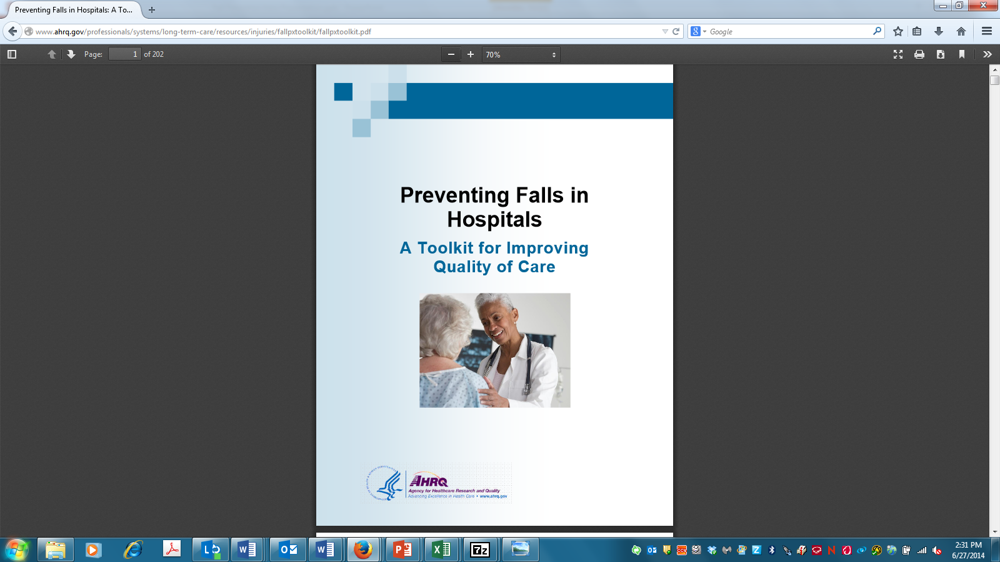 Preventing Falls in Hospitals: A To...
www.ahrq.gov/professionals/systems/long-term-care/resources/injuries/fallpxtoolkit/fallpxtoolkit.pdf
Google
Page: 1 of 202
70%
Preventing Falls in
Hospitals
A Toolkit for Improving
Quality of Care
AHRQ
Agency for Healthcare Research and Quality
Advancing Excellence in Health Care • www.ahrq.gov
2:31 PM
6/27/2014